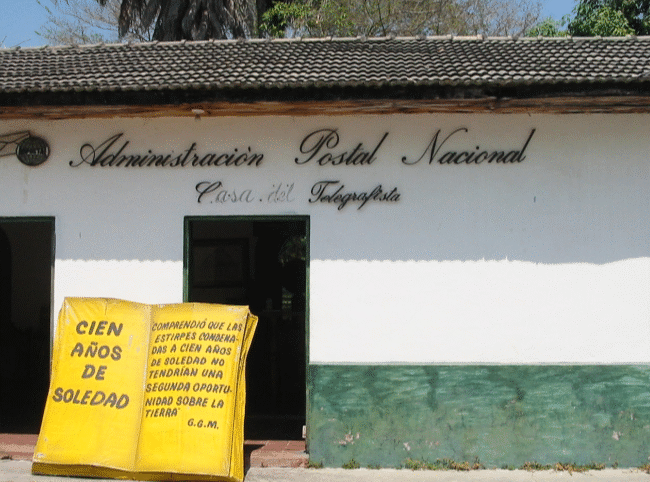 Administración Postal Nacional
Casa del Telegrafista
CIEN
AÑOS
DE
SOLEDAD
COMPRENDIÓ QUE LAS
ESTIRPES CONDENA-
DAS A CIEN AÑOS
DE SOLEDAD NO
TENDRÍAN UNA
SEGUNDA OPORTU-
NIDAD SOBRE LA
TIERRA"
G.G.M.